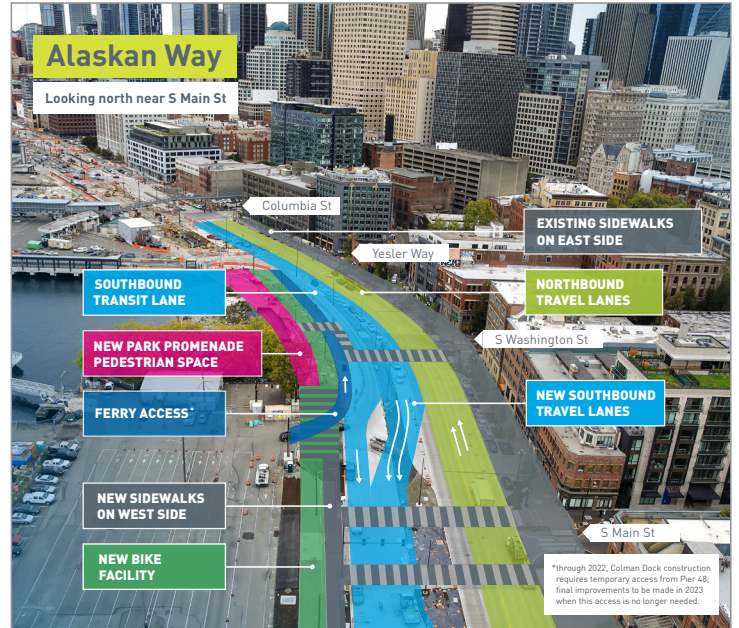 Alaskan Way
Looking north near S Main St
Columbia St
EXISTING SIDEWALKS
ON EAST SIDE
Yesler Way
SOUTHBOUND
TRANSIT LANE
NORTHBOUND
TRAVEL LANES
NEW PARK PROMENADE
PEDESTRIAN SPACE
S Washington St
FERRY ACCESS*
NEW SOUTHBOUND
TRAVEL LANES
NEW SIDEWALKS
ON WEST SIDE
S Main St
NEW BIKE
FACILITY
*through 2022, Colman Dock construction
requires temporary access from Pier 48;
final improvements to be made in 2023
when this access is no longer needed.